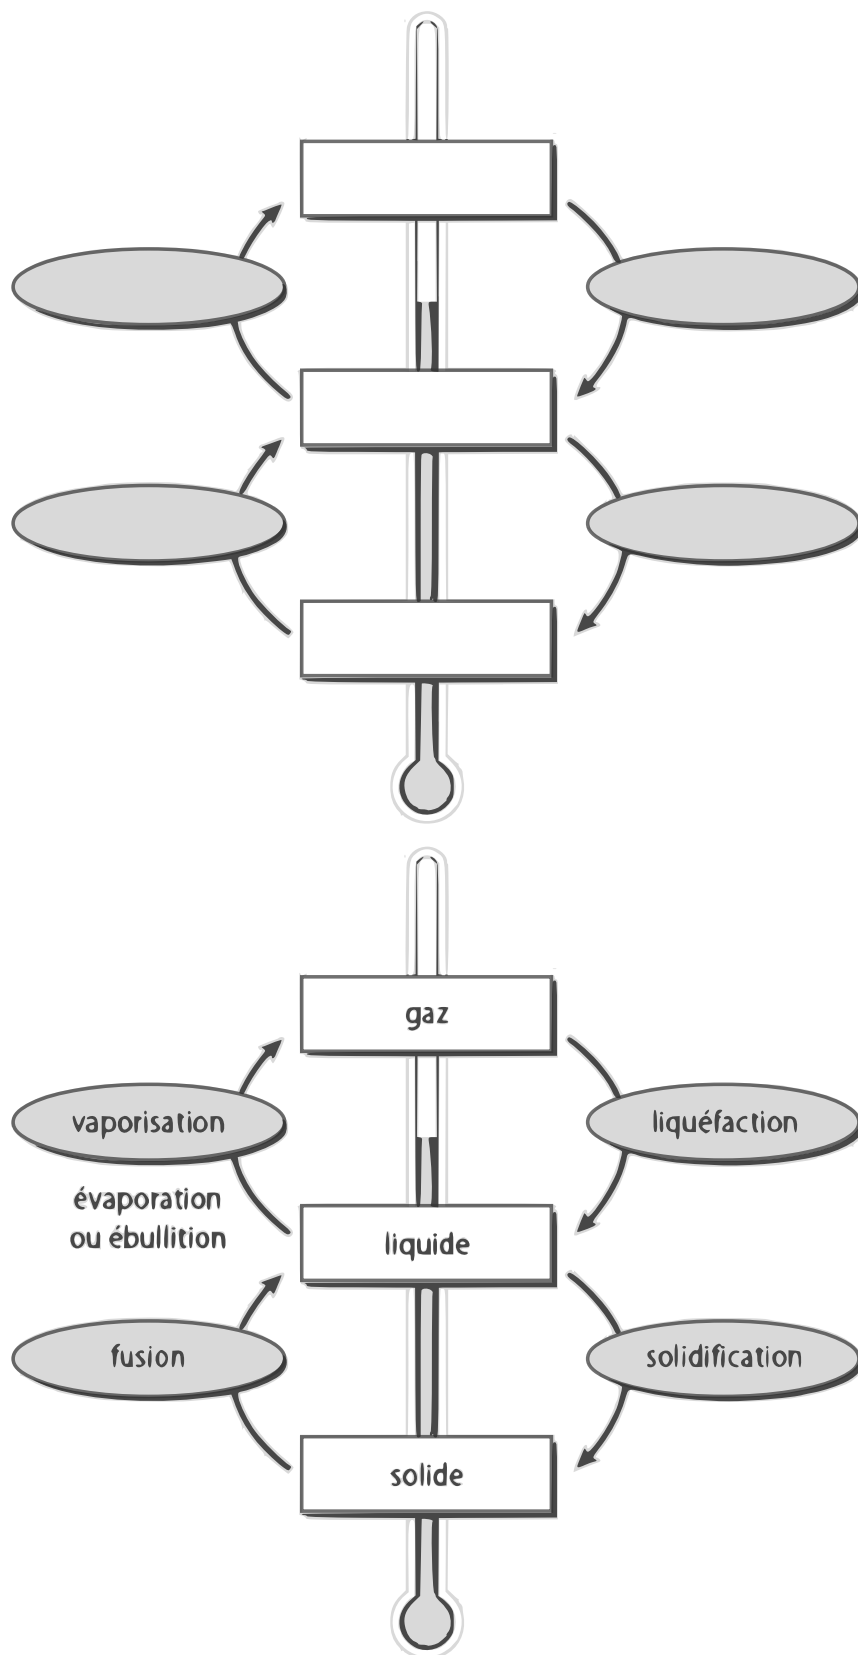 gaz
vaporisation
liquéfaction
évaporation
ou ébullition
liquide
fusion
solidification
solide